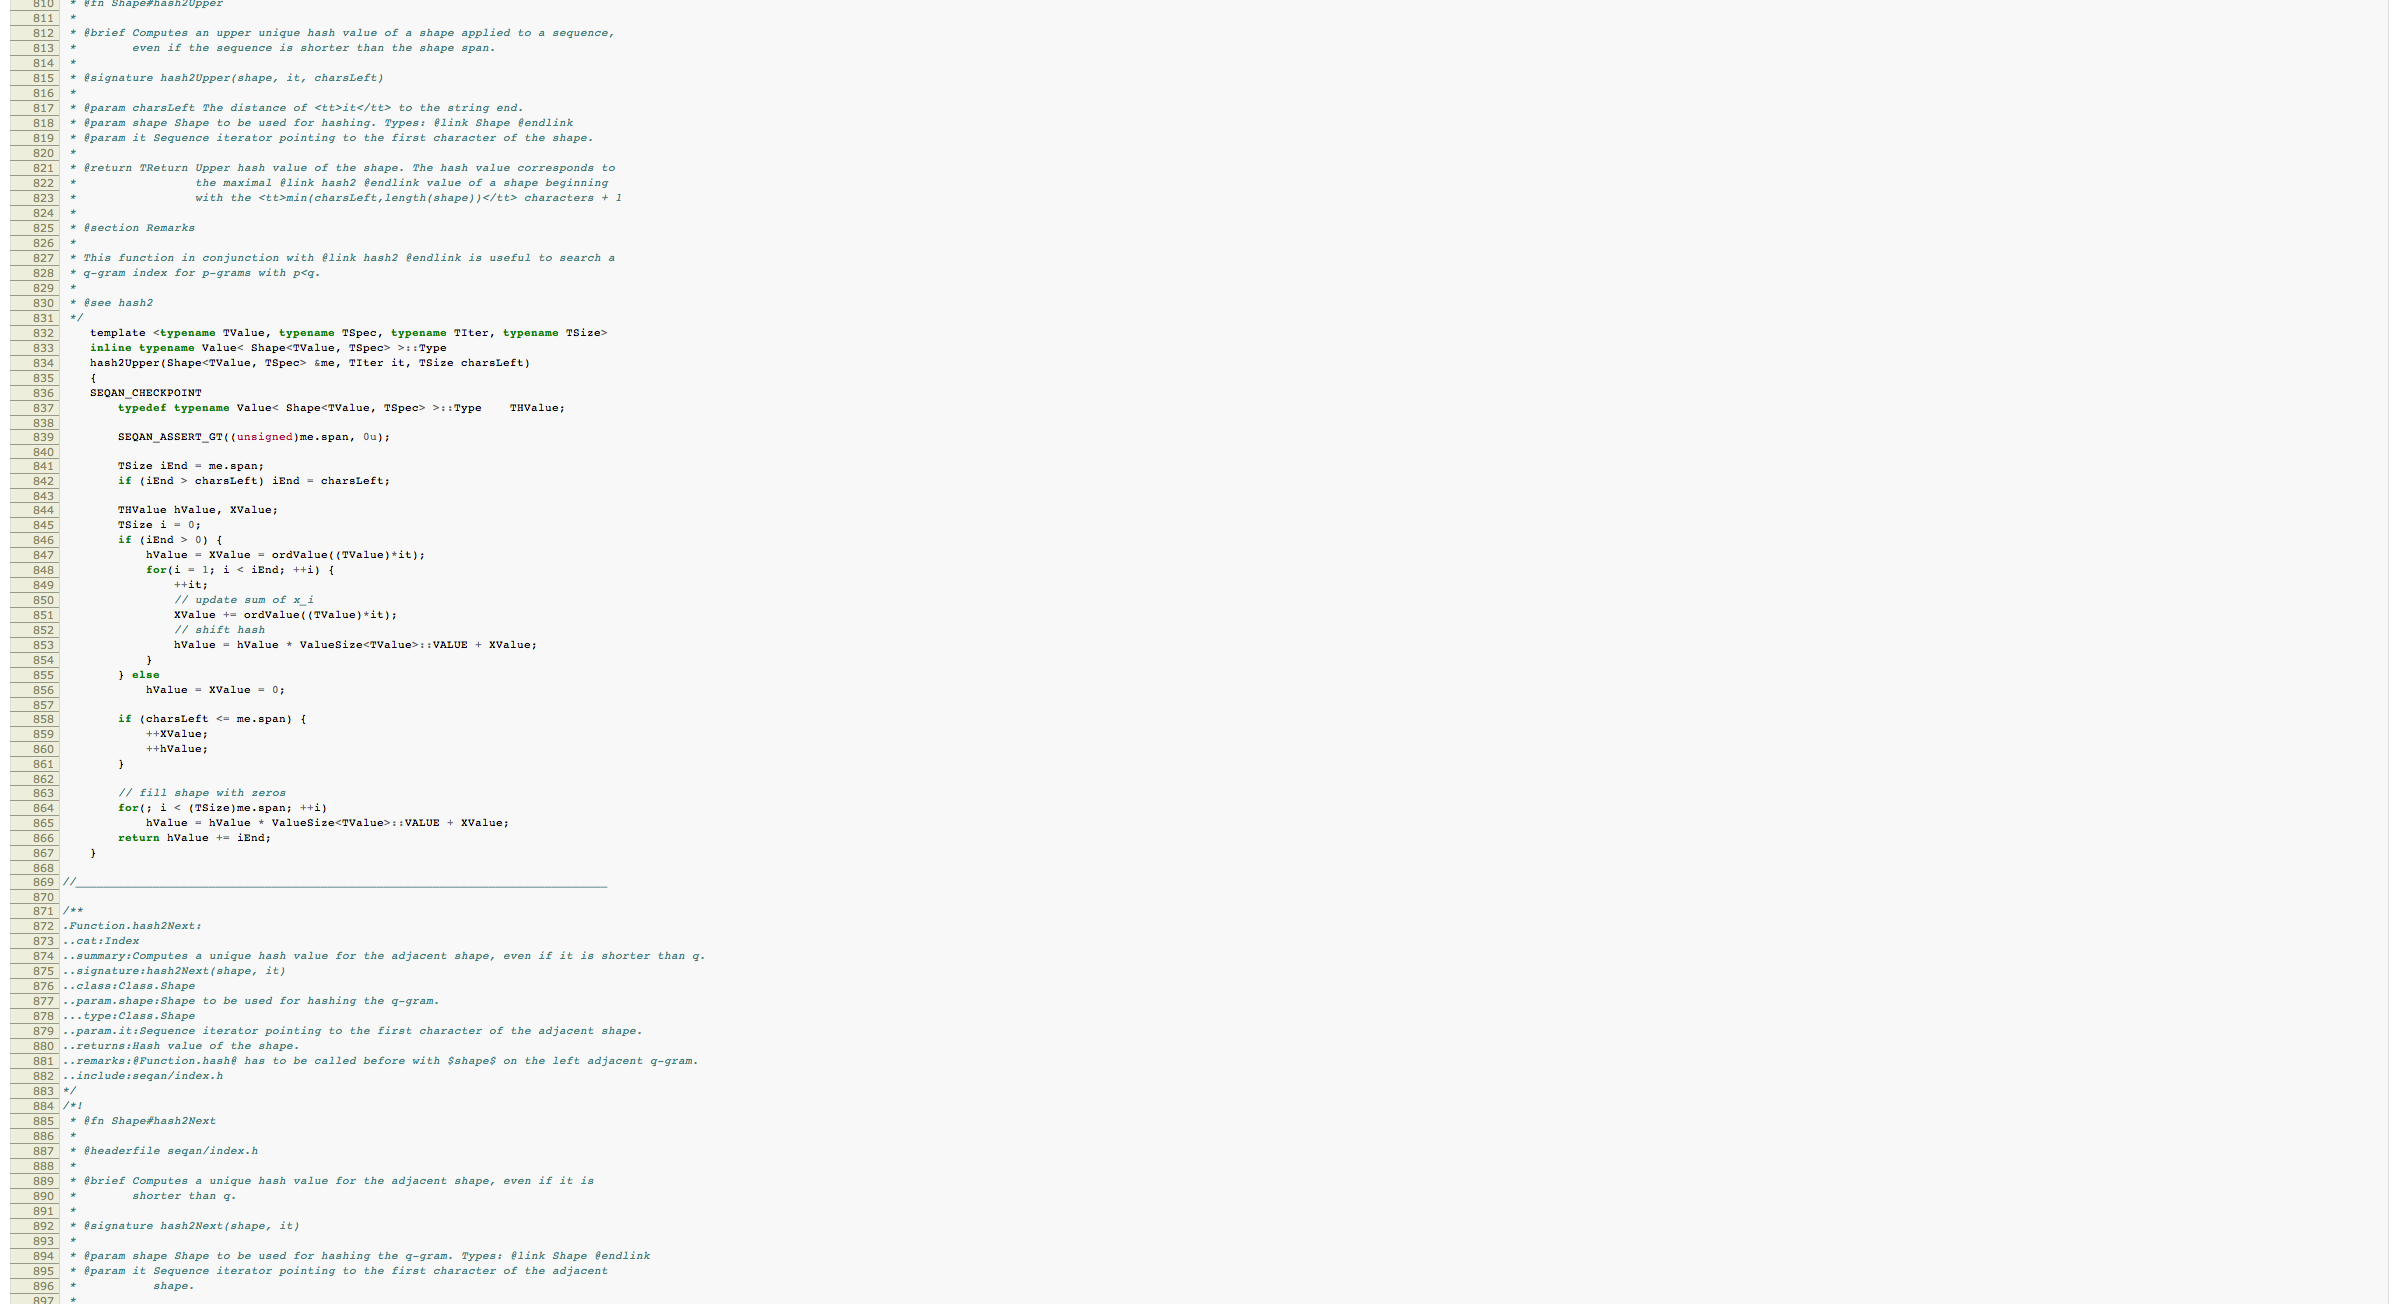 810 * @fn Shape#hash2Upper
811 *
812 * @brief Computes an upper unique hash value of a shape applied to a sequence,
813 *        even if the sequence is shorter than the shape span.
814 *
815 * @signature hash2Upper(shape, it, charsLeft)
816 *
817 * @param charsLeft The distance of <tt>it</tt> to the string end.
818 * @param shape Shape to be used for hashing. Types: @link Shape @endlink
819 * @param it Sequence iterator pointing to the first character of the shape.
820 *
821 * @return TReturn Upper hash value of the shape. The hash value corresponds to
822 *                 the maximal @link hash2 @endlink value of a shape beginning
823 *                 with the <tt>min(charsLeft,length(shape))</tt> characters + 1
824 *
825 * @section Remarks
826 *
827 * This function in conjunction with @link hash2 @endlink is useful to search a
828 * q-gram index for p-grams with p<q.
829 *
830 * @see hash2
831 */
832     template <typename TValue, typename TSpec, typename TIter, typename TSize>
833     inline typename Value< Shape<TValue, TSpec> >::Type
834     hash2Upper(Shape<TValue, TSpec> &me, TIter it, TSize charsLeft)
835     {
836     SEQAN_CHECKPOINT
837         typedef typename Value< Shape<TValue, TSpec> >::Type    THValue;
838
839         SEQAN_ASSERT_GT((unsigned)me.span, 0u);
840
841         TSize iEnd = me.span;
842         if (iEnd > charsLeft) iEnd = charsLeft;
843
844         THValue hValue, XValue;
845         TSize i = 0;
846         if (iEnd > 0) {
847             hValue = XValue = ordValue((TValue)*it);
848             for(i = 1; i < iEnd; ++i) {
849                 ++it;
850                 // update sum of x_i
851                 XValue += ordValue((TValue)*it);
852                 // shift hash
853                 hValue = hValue * ValueSize<TValue>::VALUE + XValue;
854             }
855         } else
856             hValue = XValue = 0;
857
858         if (charsLeft <= me.span) {
859             ++XValue;
860             ++hValue;
861         }
862
863         // fill shape with zeros
864         for(; i < (TSize)me.span; ++i)
865             hValue = hValue * ValueSize<TValue>::VALUE + XValue;
866         return hValue += iEnd;
867     }
868
869 //____________________________________________________________________________
870
871 /**
872 .Function.hash2Next:
873 ..cat:Index
874 ..summary:Computes a unique hash value for the adjacent shape, even if it is shorter than q.
875 ..signature:hash2Next(shape, it)
876 ..class:Class.Shape
877 ..param.shape:Shape to be used for hashing the q-gram.
878 ...type:Class.Shape
879 ..param.it:Sequence iterator pointing to the first character of the adjacent shape.
880 ..returns:Hash value of the shape.
881 ..remarks:@Function.hash@ has to be called before with $shape$ on the left adjacent q-gram.
882 ..include:seqan/index.h
883 */
884 /*!
885 * @fn Shape#hash2Next
886 *
887 * @headerfile seqan/index.h
888 *
889 * @brief Computes a unique hash value for the adjacent shape, even if it is
890 *        shorter than q.
891 *
892 * @signature hash2Next(shape, it)
893 *
894 * @param shape Shape to be used for hashing the q-gram. Types: @link Shape @endlink
895 * @param it Sequence iterator pointing to the first character of the adjacent
896 *           shape.
897 *